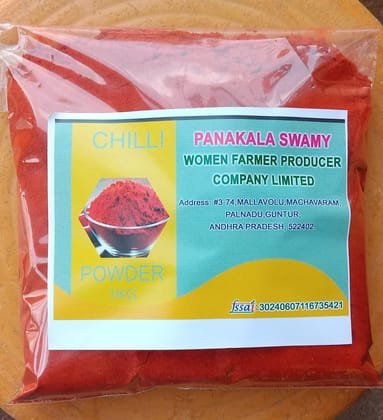 CHILLI
POWDER
1KG
PANAKALA SWAMY
WOMEN FARMER PRODUCER
COMPANY LIMITED
Address: #3-74,MALLAVOLU,MACHAVARAM,
PALNADU,GUNTUR,
ANDHRA PRADESH, 522402.
fssai 30240607116735421